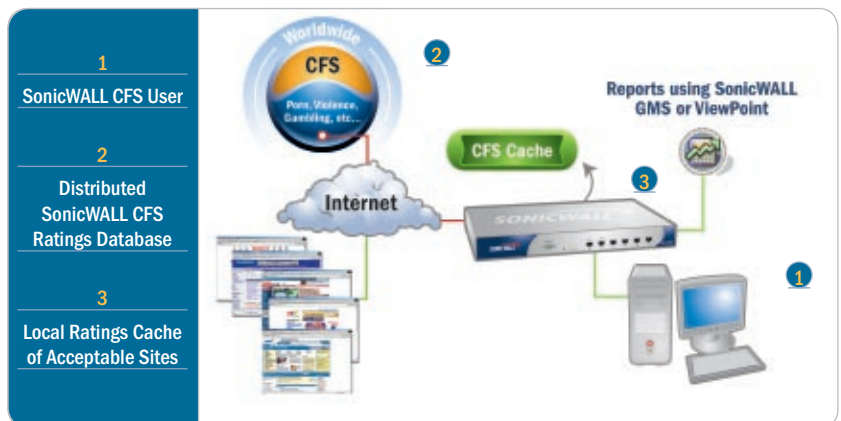 1
SonicWALL CFS User
2
Distributed
SonicWALL CFS
Ratings Database
3
Local Ratings Cache
of Acceptable Sites
Worldwide
CFS
Porn, Violence,
Gambling, etc...
2
Reports using SonicWALL
GMS or ViewPoint
CFS Cache
3
Internet
SONICWALL
1